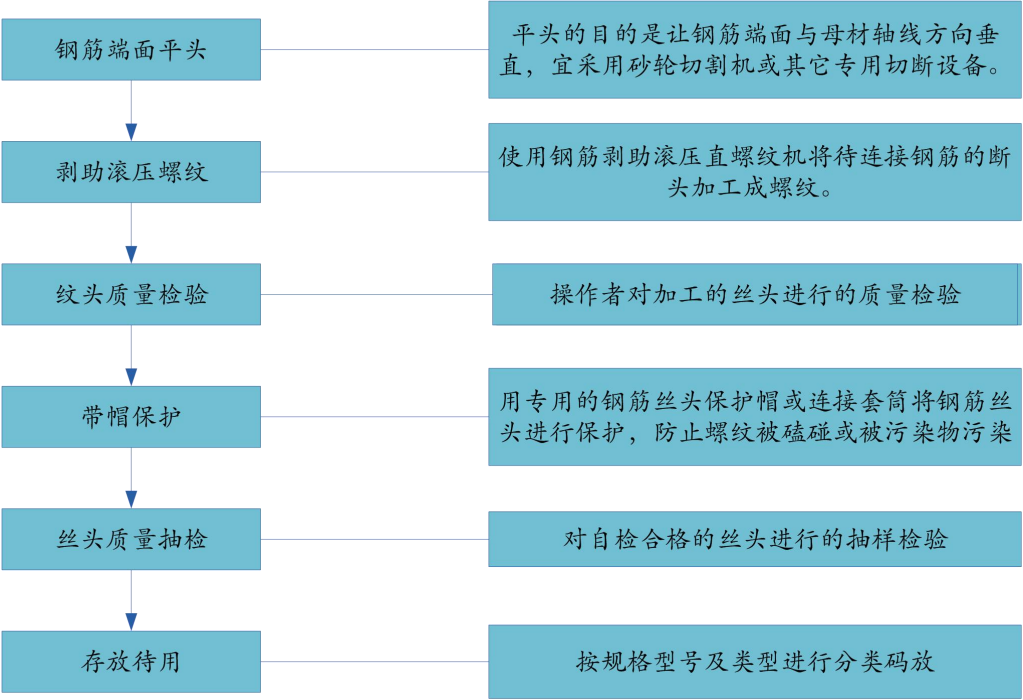 钢筋端面平头
平头的目的是让钢筋端面与母材轴线方向垂
直，宜采用砂轮切割机或其它专用切断设备。
剥助滚压螺纹
使用钢筋剥助滚压直螺纹机将待连接钢筋的断
头加工成螺纹。
纹头质量检验
操作者对加工的丝头进行的质量检验
带帽保护
用专用的钢筋丝头保护帽或连接套筒将钢筋丝
头进行保护，防止螺纹被磕碰或被污染物污染
丝头质量抽检
对自检合格的丝头进行的抽样检验
存放待用
按规格型号及类型进行分类码放